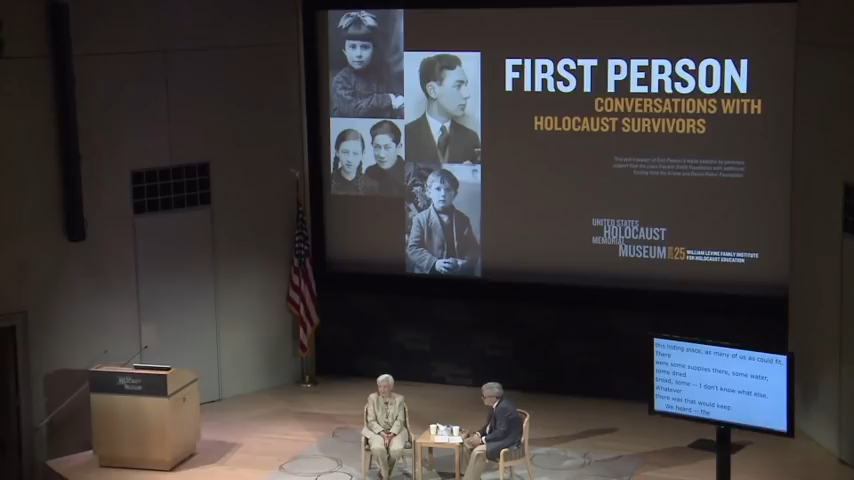 FIRST PERSON
CONVERSATIONS WITH
HOLOCAUST SURVIVORS
UNITED STATES
HOLOCAUST
MEMORIAL
MUSEUM 25
WILLIAM LEVINE FAMILY INSTITUTE
FOR HOLOCAUST EDUCATION
this hiding place, as many of us as could fit.
There
were some supplies there, some water,
some dried
bread, some -- I don't know what else.
Whatever
there was that would keep.
We heard -- the
HOLOCAUST
MUSEUM